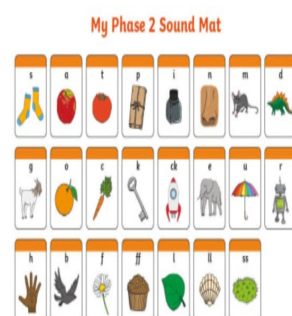 My Phase 2 Sound Mat
s a t p i n m d
g o c k ck e u r
h b f ff l ll ss